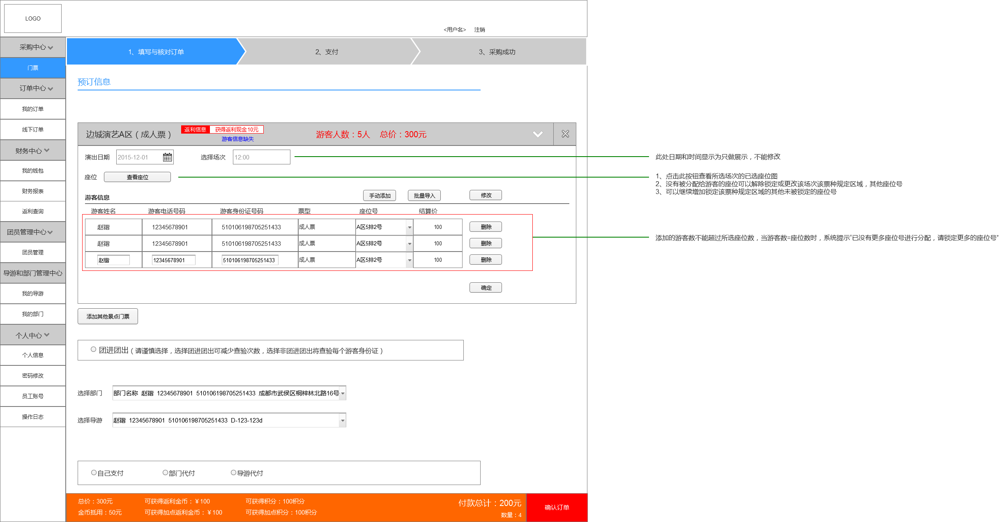 LOGO
<用户名> 注销
采购中心
门票
订单中心
我的订单
线下订单
财务中心
我的钱包
财务报表
返利查询
团员管理中心
团员管理
导游和部门管理中心
我的导游
我的部门
个人中心
个人信息
密码修改
员工账号
操作日志
1、填写与核对订单
2、支付
3、采购成功
预订信息
边城演艺A区（成人票）
返利信息 获得返利现金10元
游客信息缺失
游客人数：5人 总价：300元
演出日期 2015-12-01 选择场次 12:00
此处日期和时间显示为只做展示，不能修改
座位 查看座位
1、点击此按钮查看所选场次的已选座位图
2、没有被分配给游客的座位可以解除锁定或更改该场次该票种规定区域，其他座位号
3、可以继续增加锁定该票种规定区域的其他未被锁定的座位号
游客信息 手动添加 批量导入 修改
游客姓名 游客电话号码 游客身份证号码 票型 座位号 结算价
赵锴 12345678901 510106198705251433 成人票 A区5排2号 100 删除
赵锴 12345678901 510106198705251433 成人票 A区5排2号 100 删除
赵锴 12345678901 510106198705251433 成人票 A区5排2号 100 删除
添加的游客数不能超过所选座位数，当游客数=座位数时，系统提示“已没有更多座位号进行分配，请锁定更多的座位号”
确定
添加其他景点门票
团进团出（请谨慎选择，选择团进团出可减少查验次数，选择非团进团出将查验每个游客身份证）
选择部门 部门名称 赵锴 12345678901 510106198705251433 成都市武侯区桐梓林北路16号
选择导游 赵锴 12345678901 510106198705251433 D-123-123d
自己支付 部门代付 导游代付
总价：300元 可获得返利金币：￥100 可获得积分：100积分
金币抵用：50元 可获得加点返利金币：￥100 可获得加点积分：100积分
付款总计：200元
数量：4
确认订单